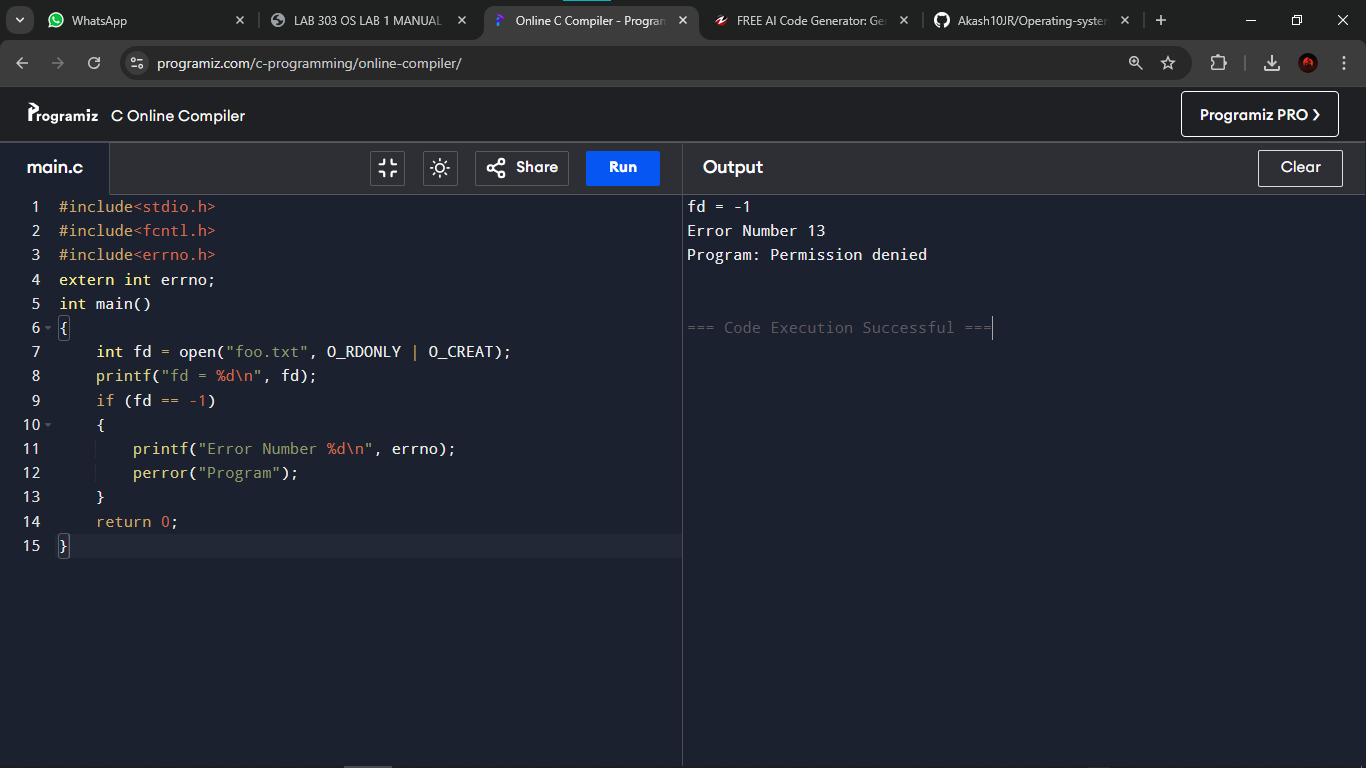 WhatsApp
LAB 303 OS LAB 1 MANUAL
Online C Compiler - Program
FREE AI Code Generator: Ge
Akash10JR/Operating-syste
programiz.com/c-programming/online-compiler/
Programiz C Online Compiler
Programiz PRO
main.c
Share
Run
Output
Clear
1 #include<stdio.h>
2 #include<fcntl.h>
3 #include<errno.h>
4 extern int errno;
5 int main()
6 {
7 int fd = open("foo.txt", O_RDONLY | O_CREAT);
8 printf("fd = %d\n", fd);
9 if (fd == -1)
10 {
11 printf("Error Number %d\n", errno);
12 perror("Program");
13 }
14 return 0;
15 }
fd = -1
Error Number 13
Program: Permission denied
=== Code Execution Successful ===